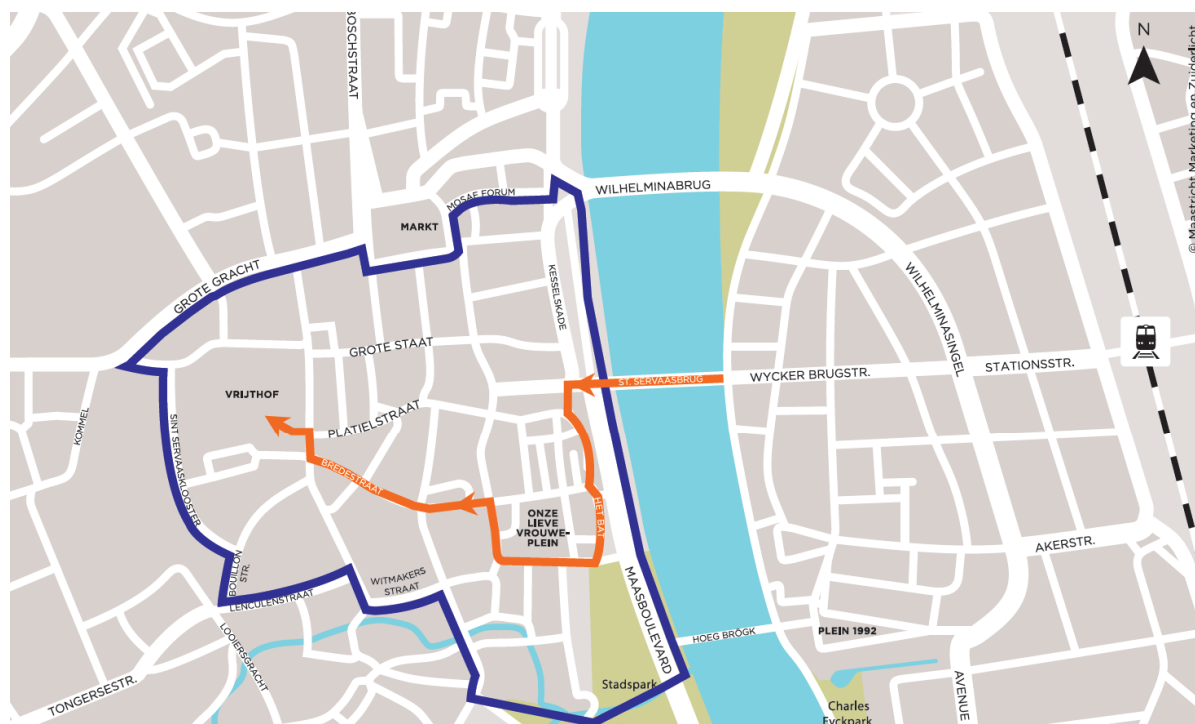 BOSCHSTRAAT
N
© Maastricht Marketing en Zuiderlicht
WILHELMINABRUG
MOSAE FORUM
MARKT
GROTE GRACHT
KESSELSKADE
WILHELMINASINGEL
GROTE STAAT
ST. SERVAASBRUG
WYCKER BRUGSTR.
STATIONSSTR.
VRIJTHOF
KOMMEL
PLATIELSTRAAT
SINT SERVAASKLOOSTER
BREDESTRAAT
HET BAT
ONZE
LIEVE
VROUWE-
PLEIN
AKERSTR.
BOUILLON
STR.
WITMAKERS
STRAAT
LENCULENSTRAAT
MAASBOULEVARD
LOOIERSGRACHT
HOEG BRÖGK
PLEIN 1992
TONGERSESTR.
Stadspark
AVENUE
Charles
Eyckpark